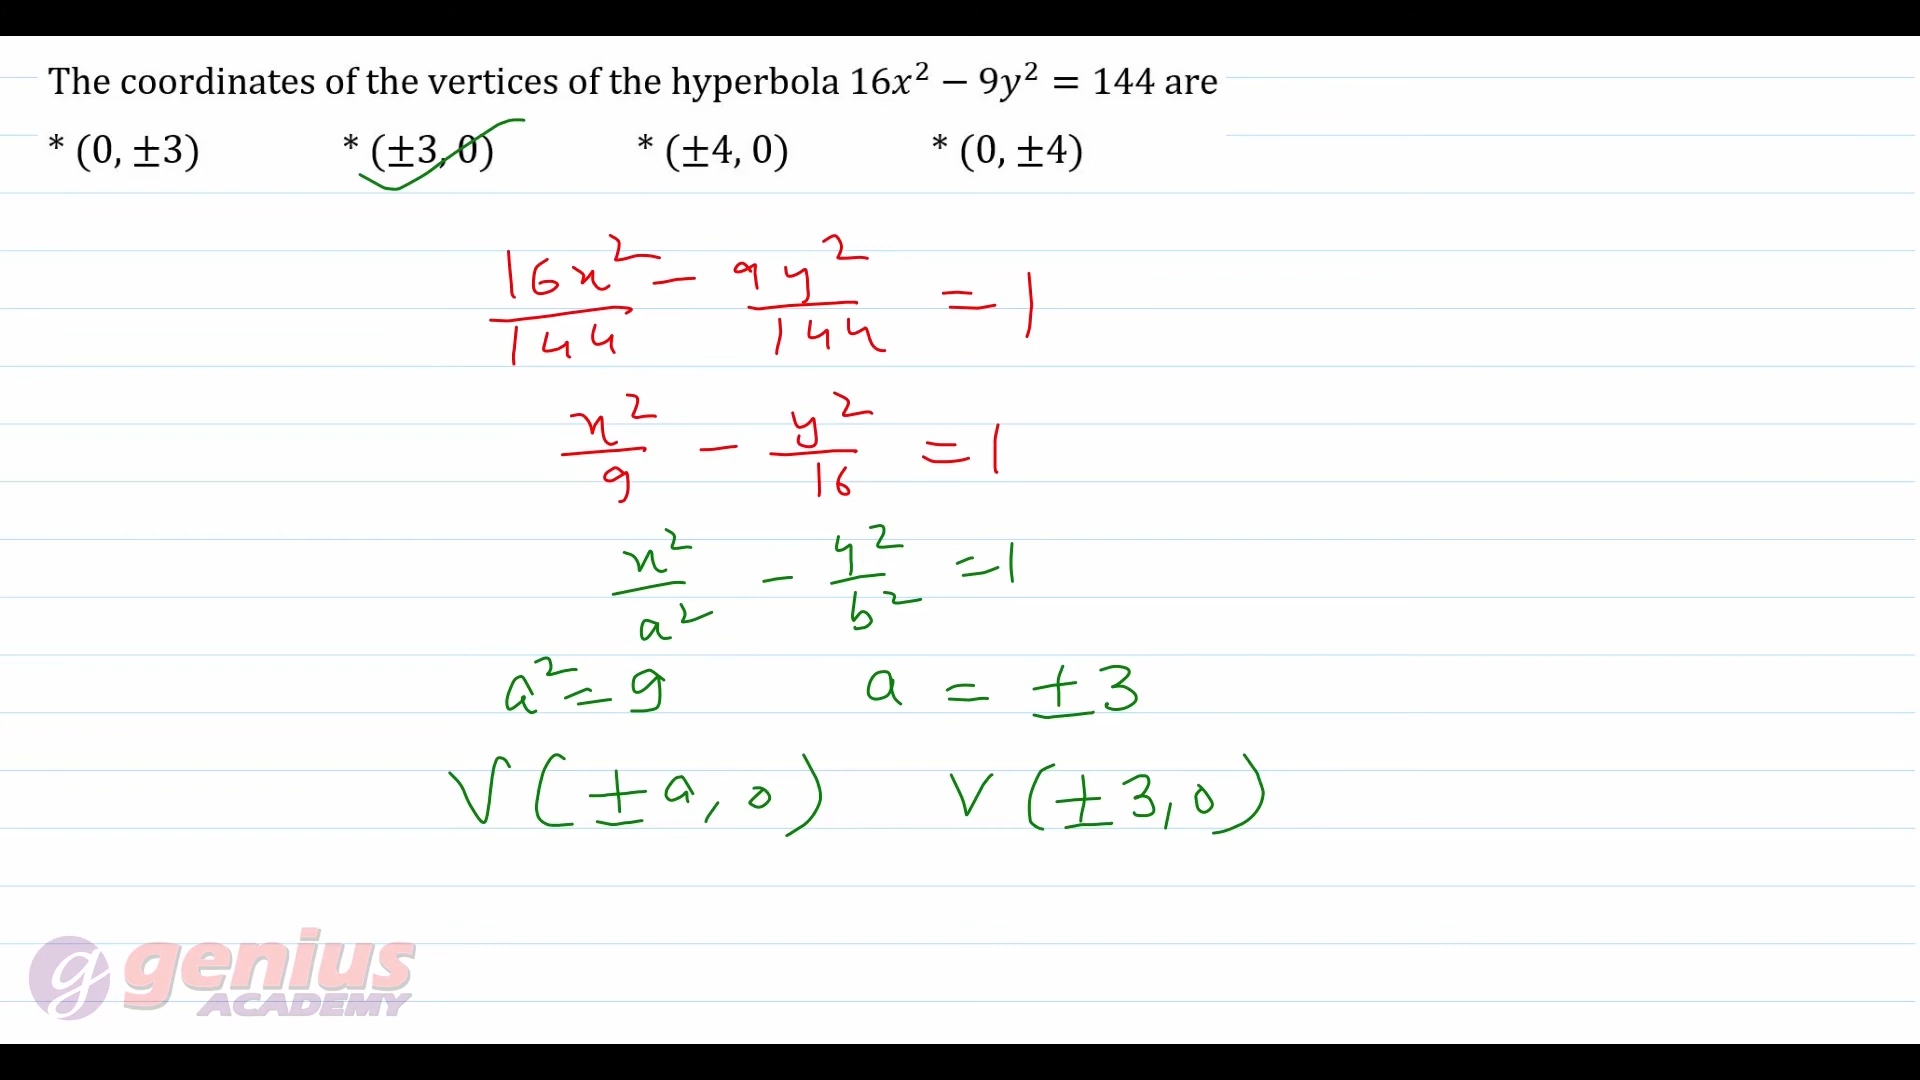 The coordinates of the vertices of the hyperbola 16x² − 9y² = 144 are
* (0, ±3) * (±3, 0) * (±4, 0) * (0, ±4)
16x²/144 − 9y²/144 = 1
x²/9 − y²/16 = 1
x²/a² − y²/b² = 1
a² = 9 a = ±3
V(±a, 0) V(±3, 0)
g genius
ACADEMY